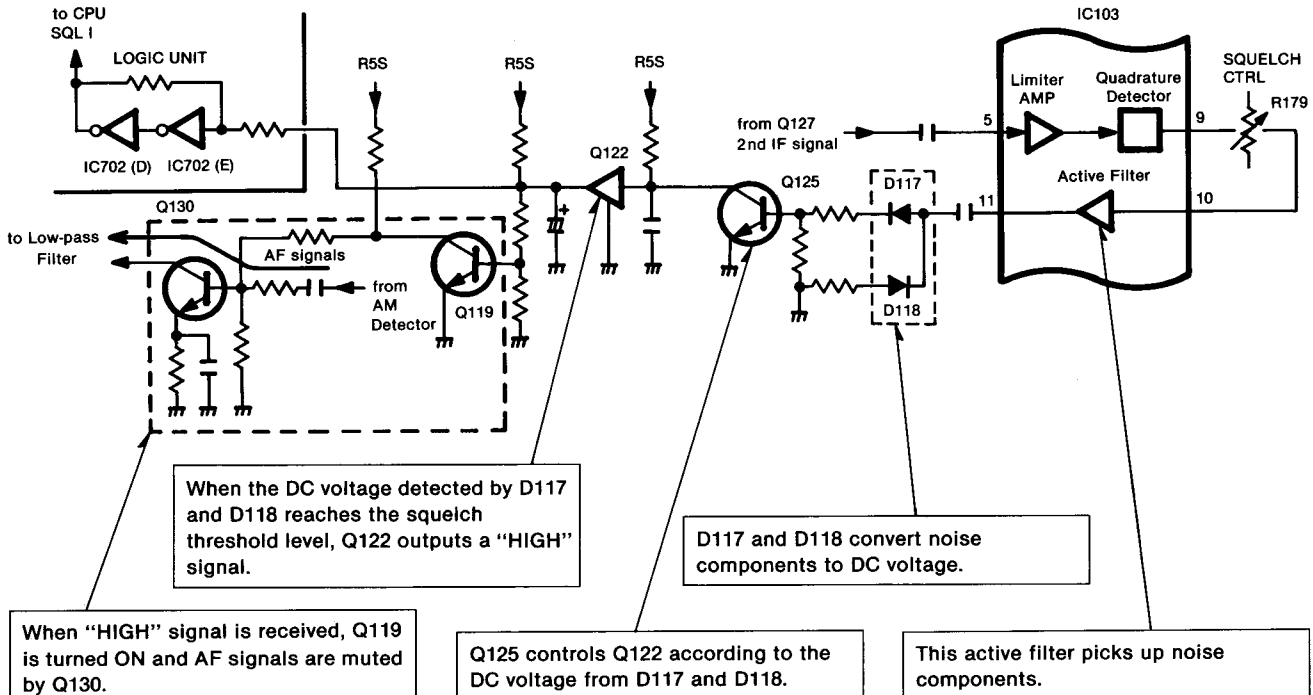 to CPU
SQL I
LOGIC UNIT
IC702 (D)
IC702 (E)
R5S
R5S
R5S
IC103
Limiter
AMP
Quadrature
Detector
SQUELCH
CTRL
R179
from Q127
2nd IF signal
5
9
Q122
Q125
D117
D118
11
Active Filter
10
Q130
to Low-pass
Filter
AF signals
from
AM
Detector
Q119
+
When the DC voltage detected by D117
and D118 reaches the squelch
threshold level, Q122 outputs a "HIGH"
signal.
D117 and D118 convert noise
components to DC voltage.
When "HIGH" signal is received, Q119
is turned ON and AF signals are muted
by Q130.
Q125 controls Q122 according to the
DC voltage from D117 and D118.
This active filter picks up noise
components.